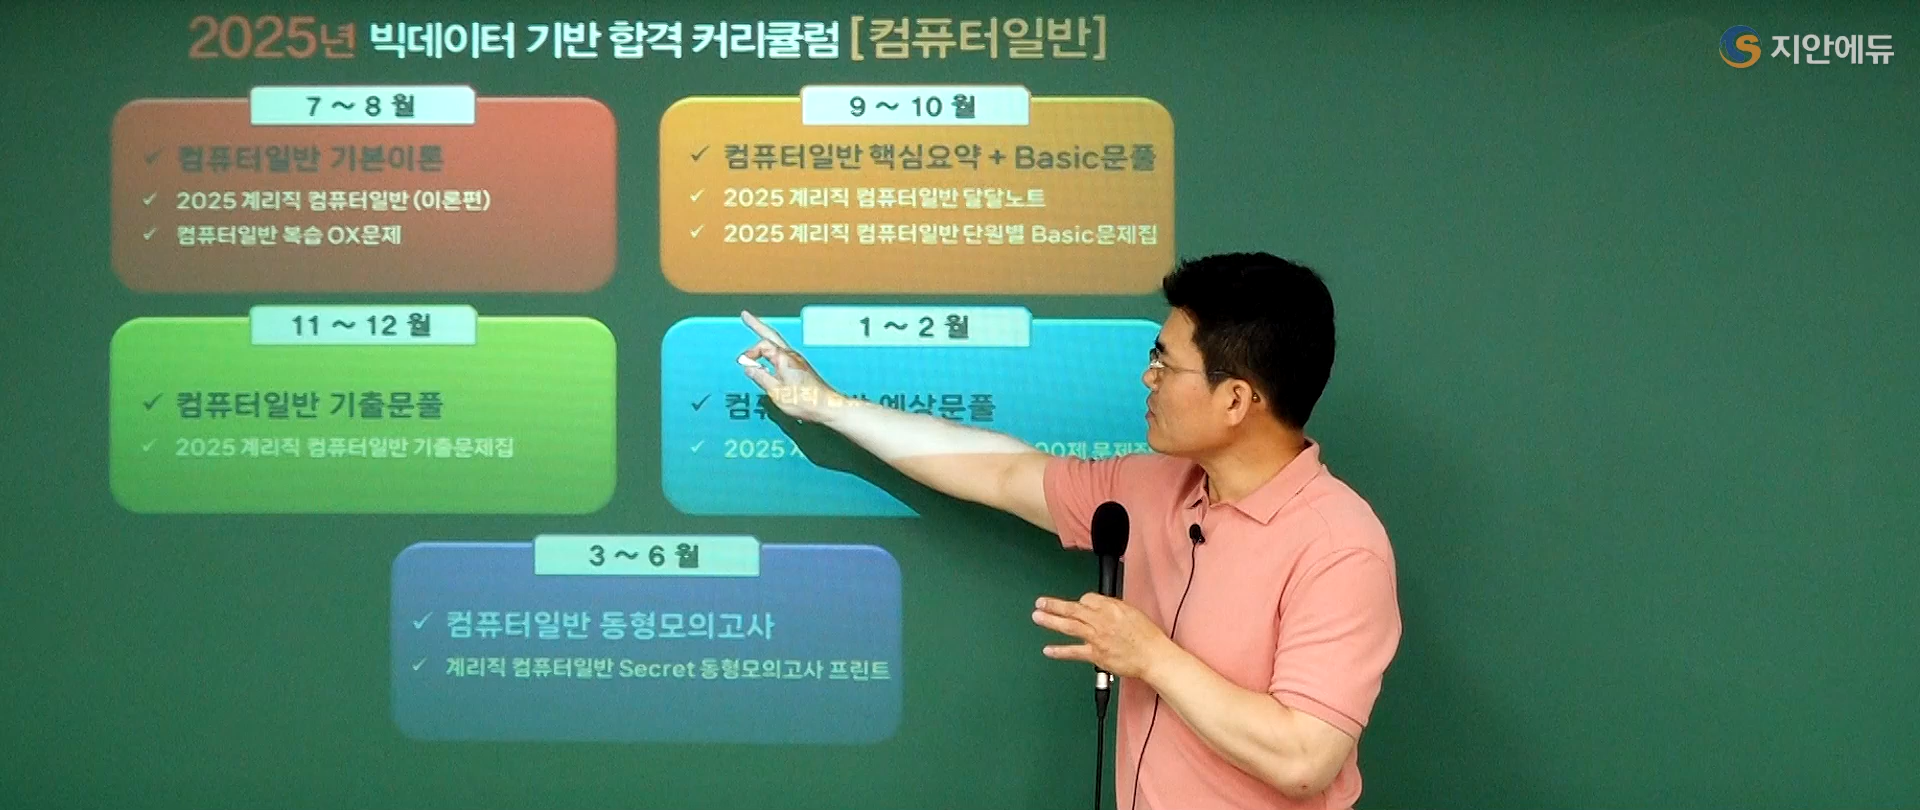 2025년 빅데이터 기반 합격 커리큘럼 [컴퓨터일반]
지안에듀
7 ~ 8 월
✓ 컴퓨터일반 기본이론
✓ 2025 계리직 컴퓨터일반 (이론편)
✓ 컴퓨터일반 복습 OX문제
9 ~ 10 월
✓ 컴퓨터일반 핵심요약 + Basic문풀
✓ 2025 계리직 컴퓨터일반 달달노트
✓ 2025 계리직 컴퓨터일반 단원별 Basic문제집
11 ~ 12 월
✓ 컴퓨터일반 기출문풀
✓ 2025 계리직 컴퓨터일반 기출문제집
1 ~ 2 월
✓ 컴 예상문풀
✓ 2025 00제 문제집
3 ~ 6 월
✓ 컴퓨터일반 동형모의고사
✓ 계리직 컴퓨터일반 Secret 동형모의고사 프린트